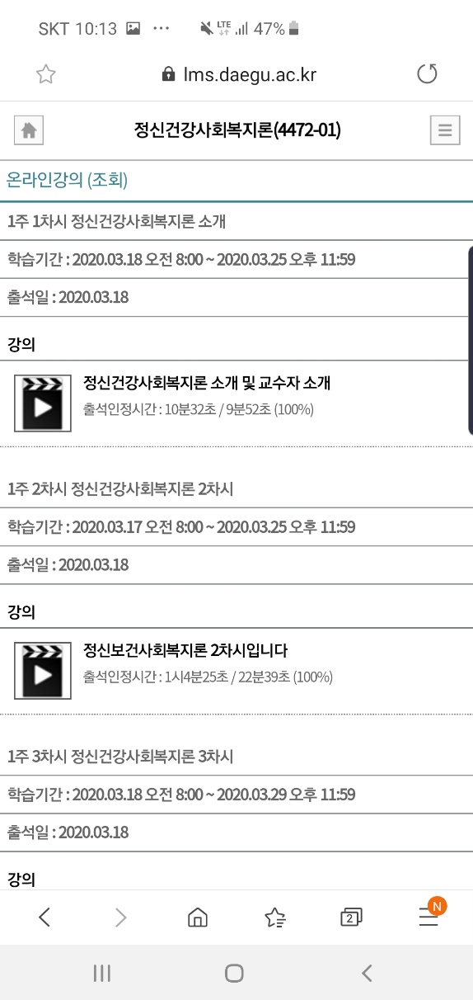 SKT 10:13 ··· LTE 47%
lms.daegu.ac.kr
정신건강사회복지론(4472-01)
온라인강의 (조회)
1주 1차시 정신건강사회복지론 소개
학습기간 : 2020.03.18 오전 8:00 ~ 2020.03.25 오후 11:59
출석일 : 2020.03.18
강의
정신건강사회복지론 소개 및 교수자 소개
출석인정시간 : 10분32초 / 9분52초 (100%)
1주 2차시 정신건강사회복지론 2차시
학습기간 : 2020.03.17 오전 8:00 ~ 2020.03.25 오후 11:59
출석일 : 2020.03.18
강의
정신보건사회복지론 2차시입니다
출석인정시간 : 1시4분25초 / 22분39초 (100%)
1주 3차시 정신건강사회복지론 3차시
학습기간 : 2020.03.18 오전 8:00 ~ 2020.03.29 오후 11:59
출석일 : 2020.03.18
강의
2 N